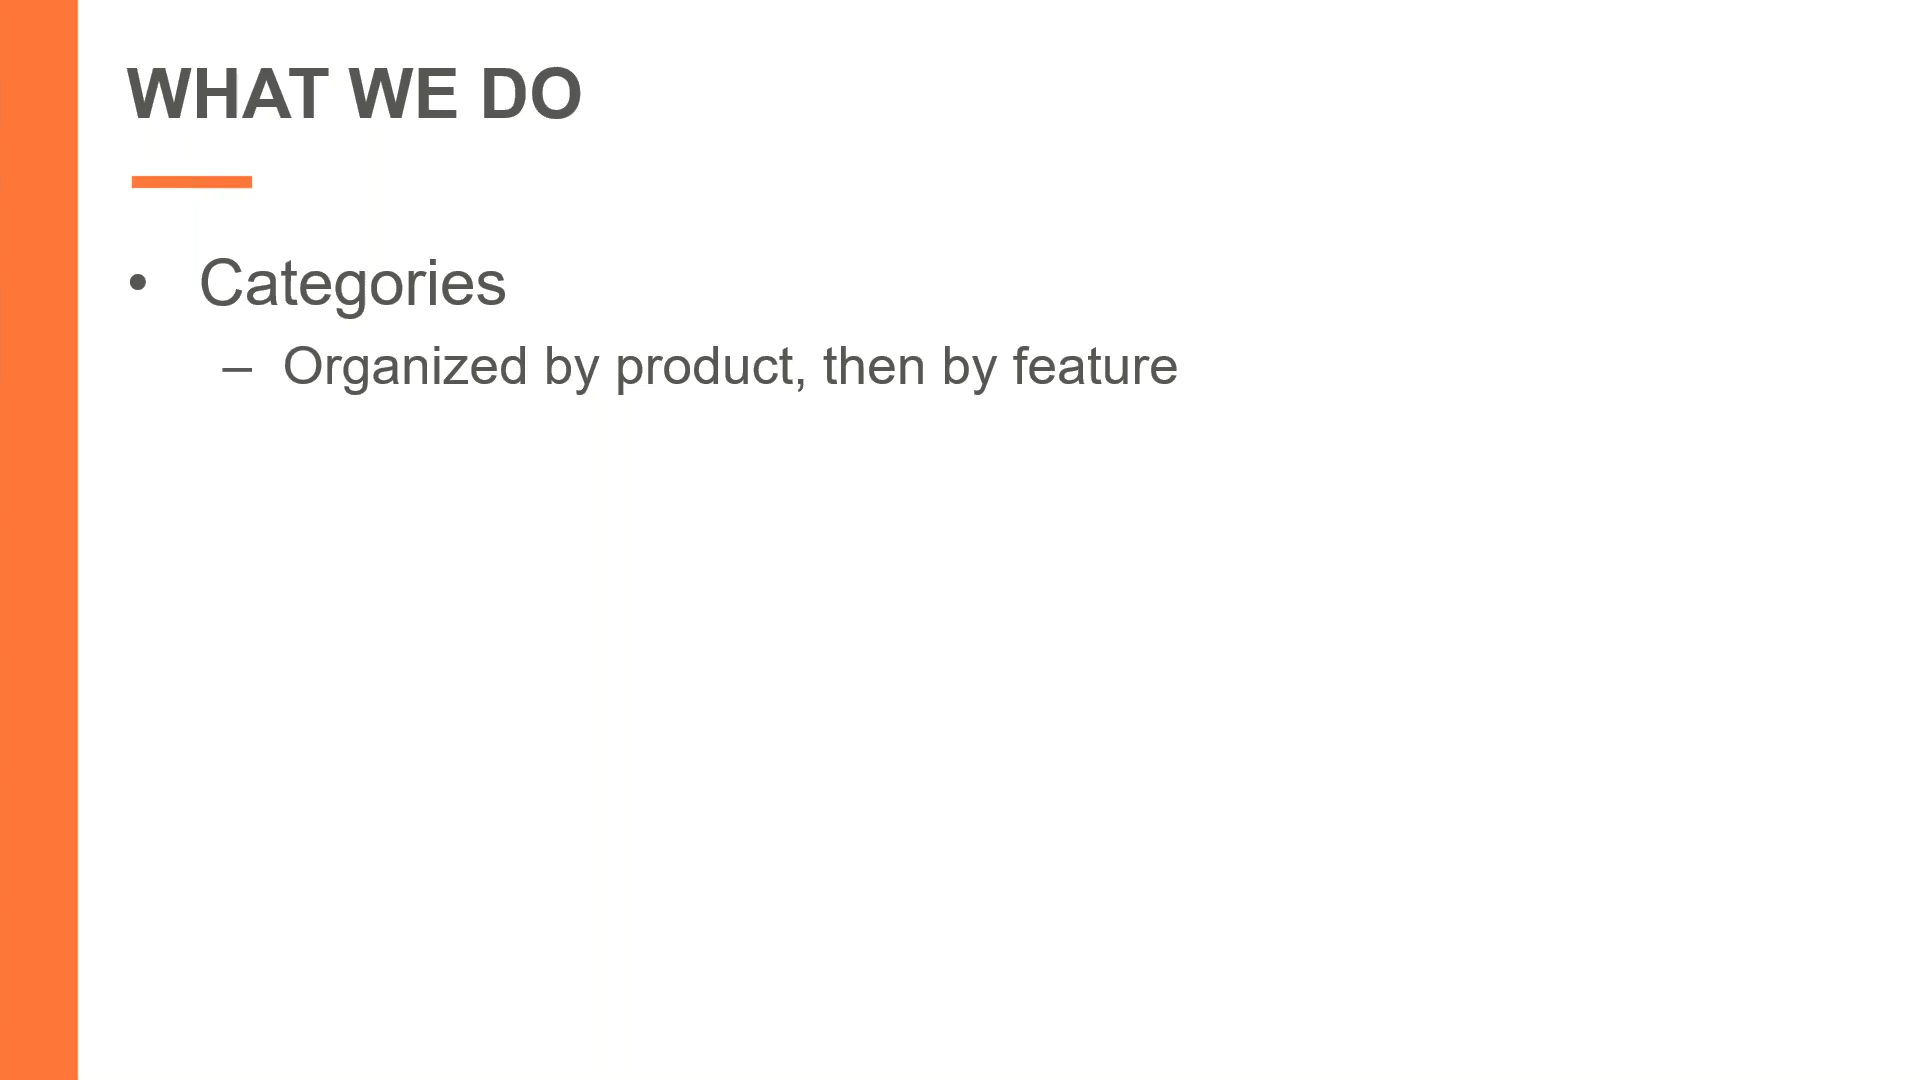 WHAT WE DO
• Categories
– Organized by product, then by feature